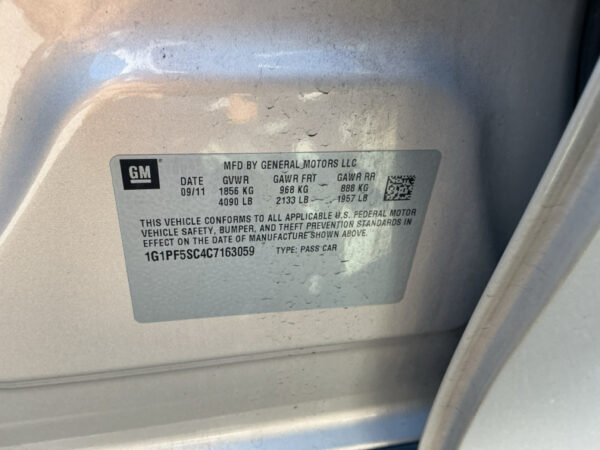 GM
MFD BY GENERAL MOTORS LLC
DATE GVWR GAWR FRT GAWR RR
09/11 1856 KG 968 KG 888 KG
4090 LB 2133 LB 1957 LB
THIS VEHICLE CONFORMS TO ALL APPLICABLE U.S. FEDERAL MOTOR
VEHICLE SAFETY, BUMPER, AND THEFT PREVENTION STANDARDS IN
EFFECT ON THE DATE OF MANUFACTURE SHOWN ABOVE.
1G1PF5SC4C7163059 TYPE: PASS CAR